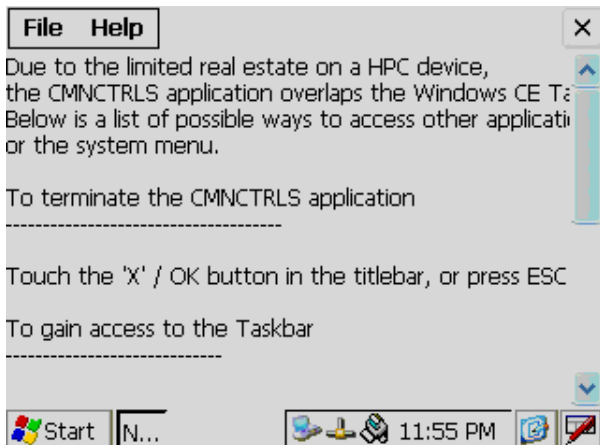 File Help
Due to the limited real estate on a HPC device,
the CMNCTRLS application overlaps the Windows CE
Below is a list of possible ways to access other
or the system menu.
To terminate the CMNCTRLS application
-------------------------------------
Touch the 'X' / OK button in the titlebar, or press ESC
To gain access to the Taskbar
-----------------------------
Start N... 11:55 PM